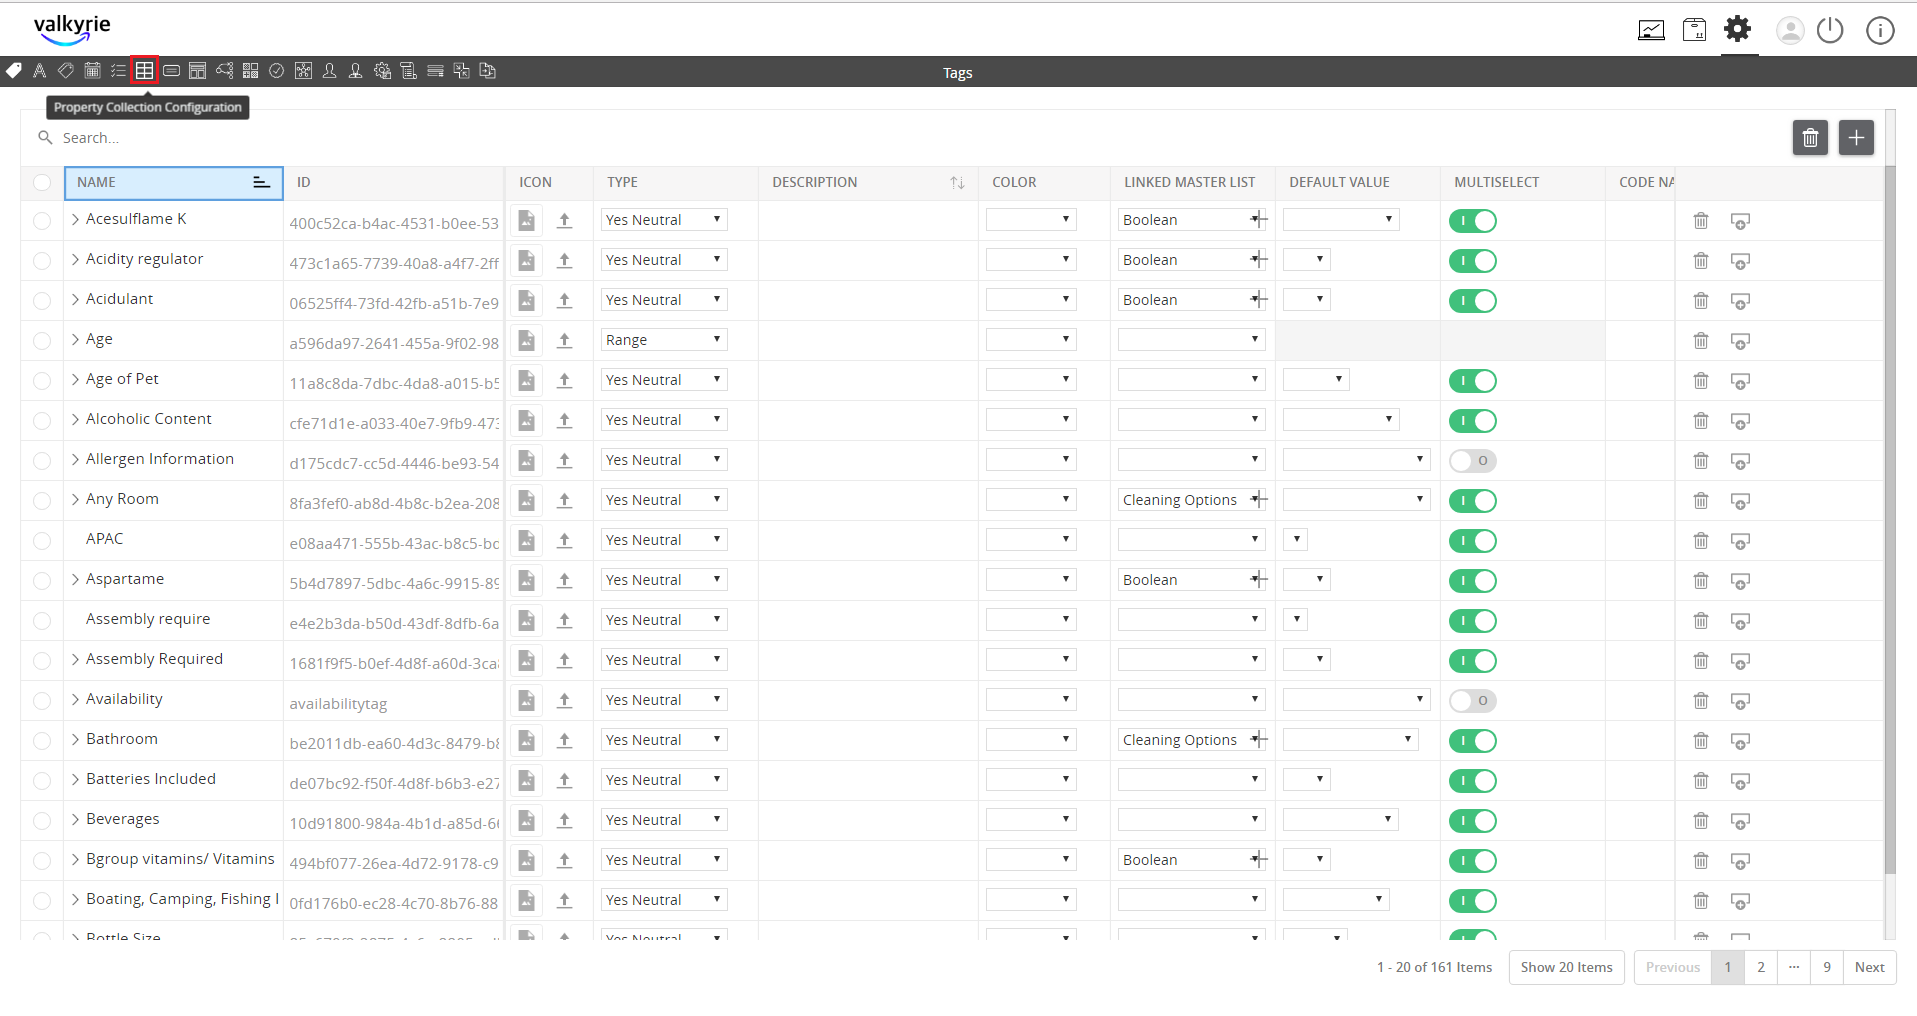 valkyrie
Tags
Property Collection Configuration
Search...
NAME ID ICON TYPE DESCRIPTION COLOR LINKED MASTER LIST DEFAULT VALUE MULTISELECT CODE NA
Acesulflame K 400c52ca-b4ac-4531-b0ee-53 Yes Neutral Boolean
Acidity regulator 473c1a65-7739-40a8-a4f7-2ff Yes Neutral Boolean
Acidulant 06525ff4-73fd-42fb-a51b-7e9 Yes Neutral Boolean
Age a596da97-2641-455a-9f02-98 Range
Age of Pet 11a8c8da-7dbc-4da8-a015-b5 Yes Neutral
Alcoholic Content cfe71d1e-a033-40e7-9fb9-473 Yes Neutral
Allergen Information d175cdc7-cc5d-4446-be93-54 Yes Neutral
Any Room 8fa3fef0-ab8d-4b8c-b2ea-208 Yes Neutral Cleaning Options
APAC e08aa471-555b-43ac-b8c5-bc Yes Neutral
Aspartame 5b4d7897-5dbc-4a6c-9915-89 Yes Neutral Boolean
Assembly require e4e2b3da-b50d-43df-8dfb-6a Yes Neutral
Assembly Required 1681f9f5-b0ef-4d8f-a60d-3ca Yes Neutral
Availability availabilitytag Yes Neutral
Bathroom be2011db-ea60-4d3c-8479-b8 Yes Neutral Cleaning Options
Batteries Included de07bc92-f50f-4d8f-b6b3-e27 Yes Neutral
Beverages 10d91800-984a-4b1d-a85d-66 Yes Neutral
Bgroup vitamins/ Vitamins 494bf077-26ea-4d72-9178-c9 Yes Neutral Boolean
Boating, Camping, Fishing 0fd176b0-ec28-4c70-8b76-88 Yes Neutral
Bottle Size Yes Neutral
1 - 20 of 161 Items Show 20 Items Previous 1 2 ... 9 Next